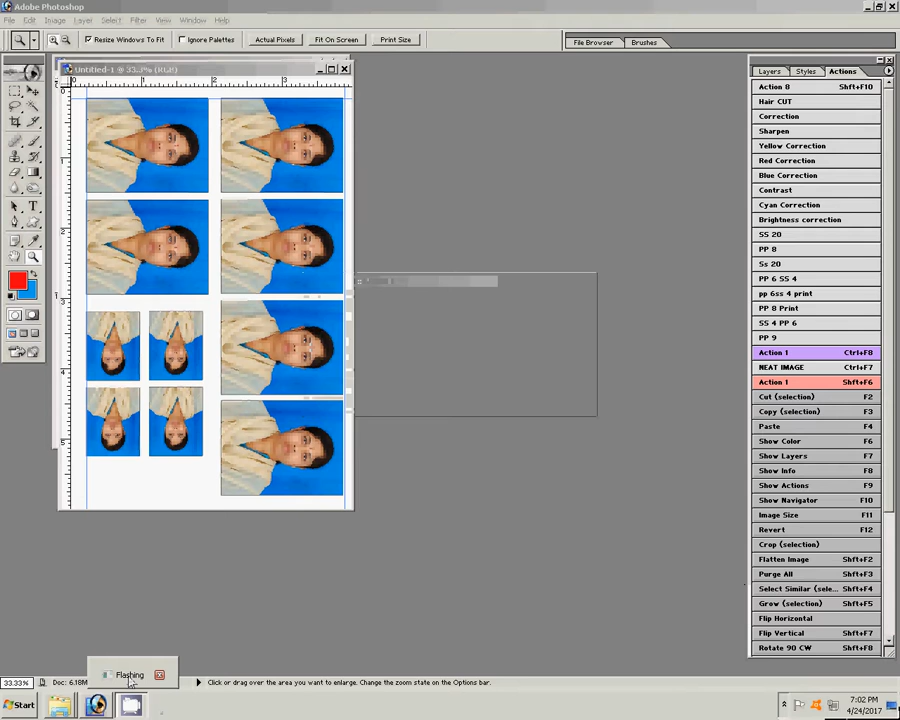 Adobe Photoshop
File Edit Image Layer Select Filter View Window Help
Resize Windows To Fit Ignore Palettes Actual Pixels Fit On Screen Print Size File Browser Brushes
Untitled-1 @ 33.
Layers Styles Actions
Action 8 Shft+F10
Hair CUT
Correction
Sharpen
Yellow Correction
Red Correction
Blue Correction
Contrast
Cyan Correction
Brightness correction
SS 20
PP 8
Ss 20
PP 6 SS 4
pp 6ss 4 print
PP 8 Print
SS 4 PP 6
PP 9
Action 1 Ctrl+F8
NEAT IMAGE Ctrl+F7
Action 1 Shft+F6
Cut (selection) F2
Copy (selection) F3
Paste F4
Show Color F6
Show Layers F7
Show Info F8
Show Actions F9
Show Navigator F10
Image Size F11
Revert F12
Crop (selection)
Flatten Image Shft+F2
Purge All Shft+F3
Select Similar (sele... Shft+F4
Grow (selection) Shft+F5
Flip Horizontal
Flip Vertical Shft+F7
Rotate 90 CW Shft+F8
Flashing
33.33% Doc: 6.18M Click or drag over the area you want to enlarge. Change the zoom state on the Options bar.
Start 7:02 PM
4/24/2017